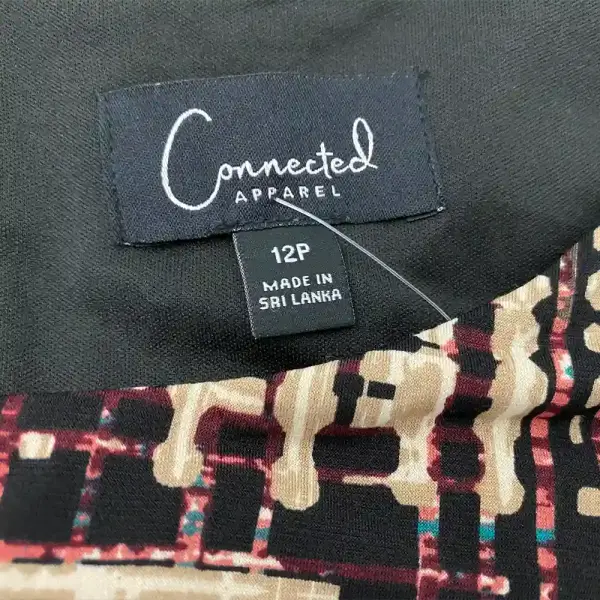 Connected
APPAREL
12P
MADE IN
SRI LANKA